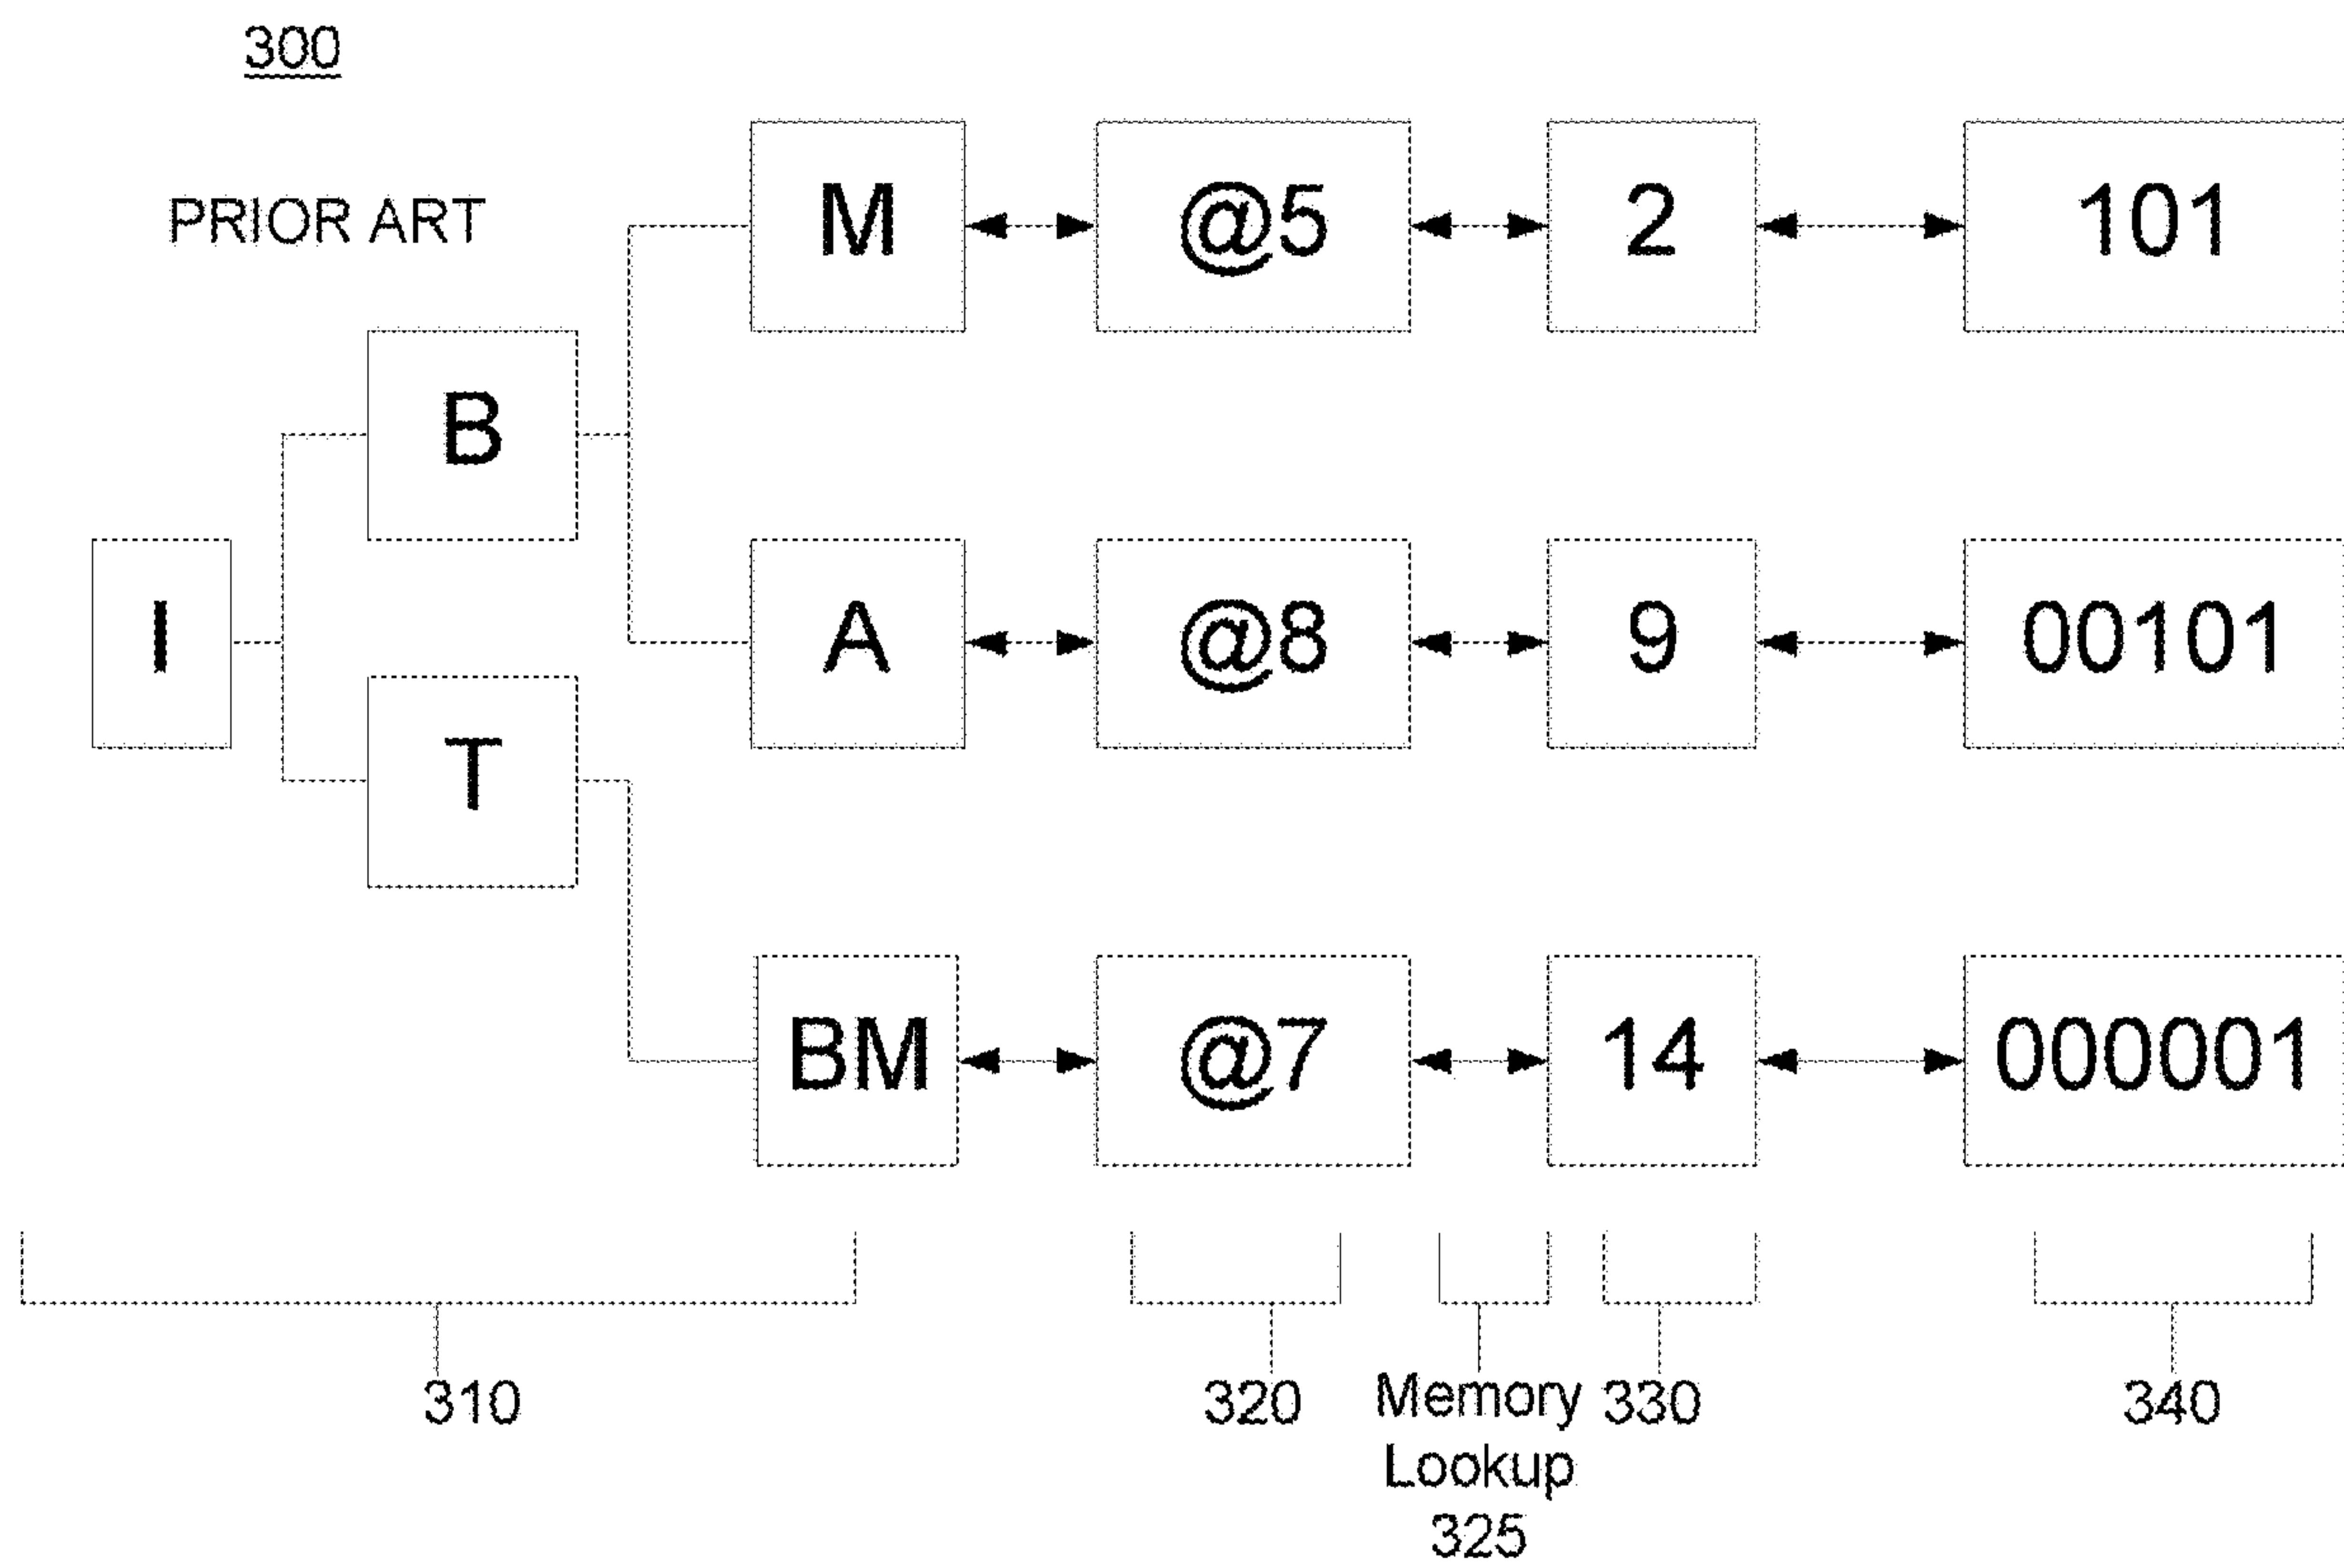 300
PRIOR ART
M @5 2 101
B
I A @8 9 00101
T
BM @7 14 000001
310 320 Memory 330 340
Lookup
325